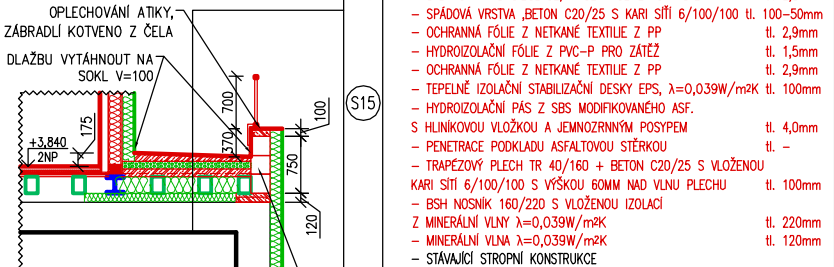 OPLECHOVÁNÍ ATIKY,
ZÁBRADLÍ KOTVENO Z ČELA
DLAŽBU VYTÁHNOUT NA
SOKL V=100
+3,840
2NP
175
700
370
100
750
120
S15
- SPÁDOVÁ VRSTVA ,BETON C20/25 S KARI SÍTÍ 6/100/100 tl. 100-50mm
- OCHRANNÁ FÓLIE Z NETKANÉ TEXTILIE Z PP tl. 2,9mm
- HYDROIZOLAČNÍ FÓLIE Z PVC-P PRO ZÁTĚŽ tl. 1,5mm
- OCHRANNÁ FÓLIE Z NETKANÉ TEXTILIE Z PP tl. 2,9mm
- TEPELNĚ IZOLAČNÍ STABILIZAČNÍ DESKY EPS, λ=0,039W/m2K tl. 100mm
- HYDROIZOLAČNÍ PÁS Z SBS MODIFIKOVANÉHO ASF.
S HLINÍKOVOU VLOŽKOU A JEMNOZRNNÝM POSYPEM tl. 4,0mm
- PENETRACE PODKLADU ASFALTOVOU STĚRKOU tl. -
- TRAPÉZOVÝ PLECH TR 40/160 + BETON C20/25 S VLOŽENOU
KARI SÍTÍ 6/100/100 S VÝŠKOU 60MM NAD VLNU PLECHU tl. 100mm
- BSH NOSNÍK 160/220 S VLOŽENOU IZOLACÍ
Z MINERÁLNÍ VLNY λ=0,039W/m2K tl. 220mm
- MINERÁLNÍ VLNA λ=0,039W/m2K tl. 120mm
- STÁVAJÍCÍ STROPNÍ KONSTRUKCE